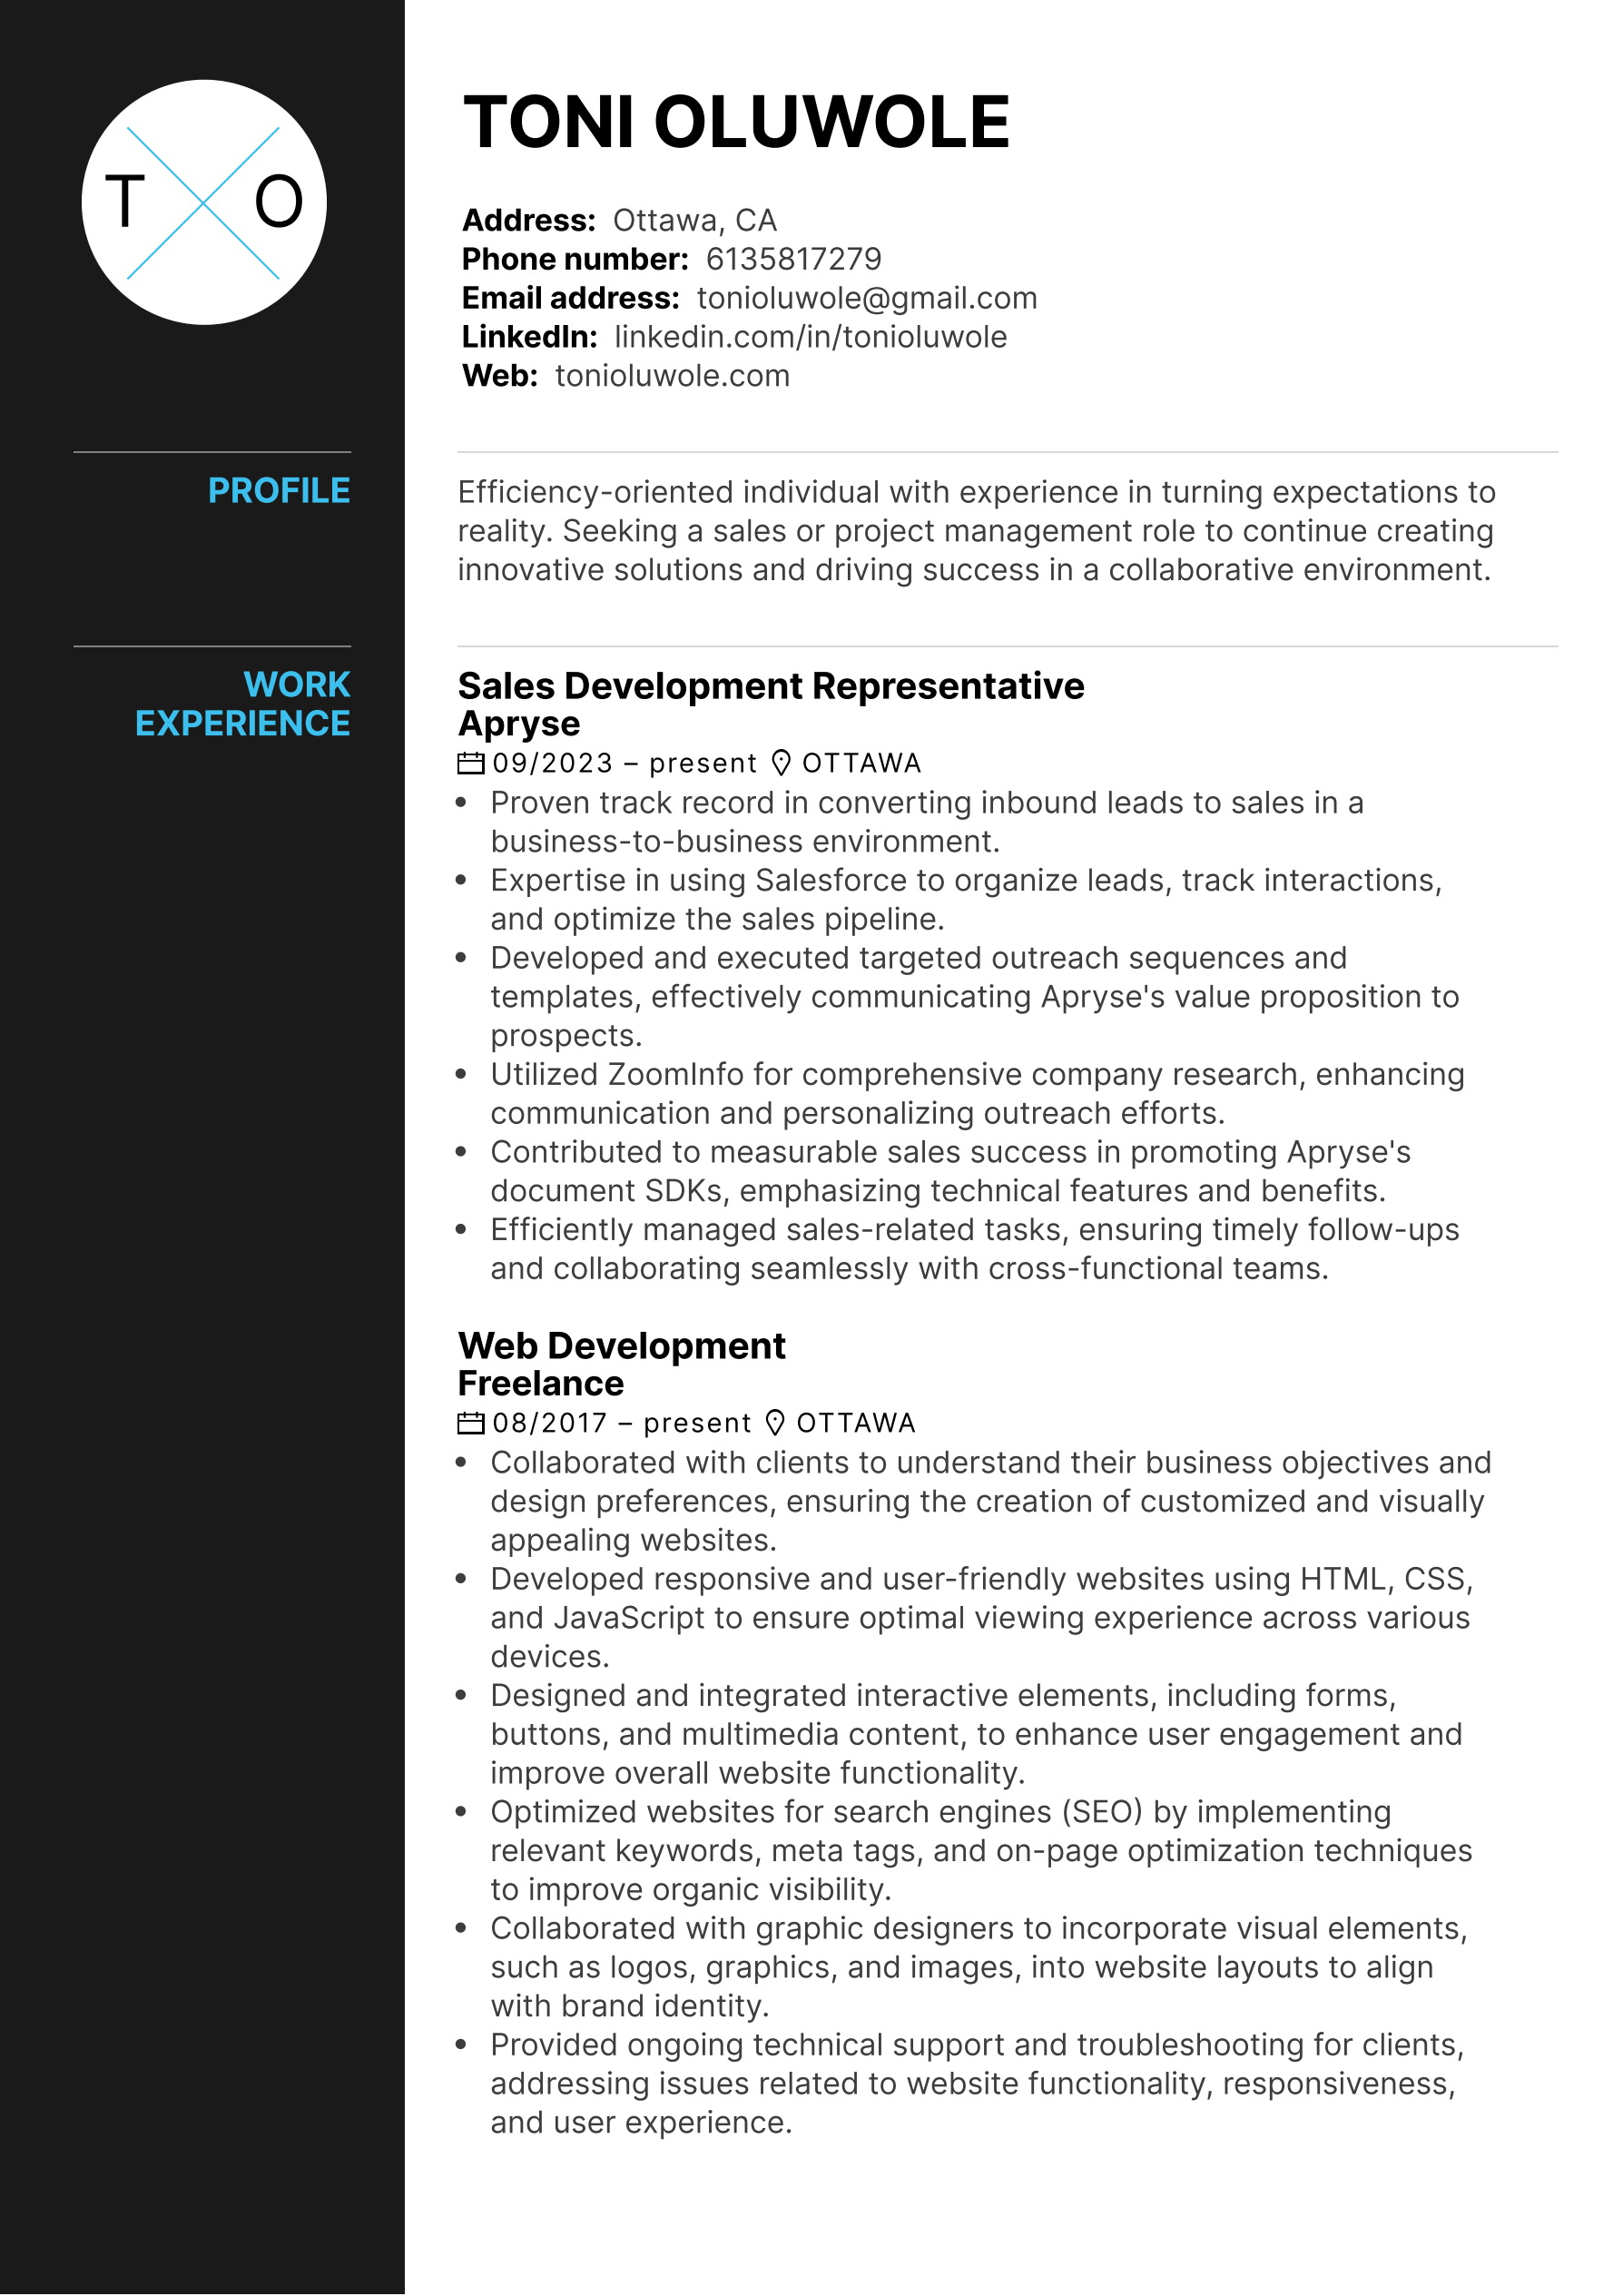 T O
TONI OLUWOLE
Address: Ottawa, CA
Phone number: 6135817279
Email address: tonioluwole@gmail.com
LinkedIn: linkedin.com/in/tonioluwole
Web: tonioluwole.com
PROFILE
Efficiency-oriented individual with experience in turning expectations to
reality. Seeking a sales or project management role to continue creating
innovative solutions and driving success in a collaborative environment.
WORK
EXPERIENCE
Sales Development Representative
Apryse
09/2023 – present OTTAWA
• Proven track record in converting inbound leads to sales in a
business-to-business environment.
• Expertise in using Salesforce to organize leads, track interactions,
and optimize the sales pipeline.
• Developed and executed targeted outreach sequences and
templates, effectively communicating Apryse's value proposition to
prospects.
• Utilized ZoomInfo for comprehensive company research, enhancing
communication and personalizing outreach efforts.
• Contributed to measurable sales success in promoting Apryse's
document SDKs, emphasizing technical features and benefits.
• Efficiently managed sales-related tasks, ensuring timely follow-ups
and collaborating seamlessly with cross-functional teams.
Web Development
Freelance
08/2017 – present OTTAWA
• Collaborated with clients to understand their business objectives and
design preferences, ensuring the creation of customized and visually
appealing websites.
• Developed responsive and user-friendly websites using HTML, CSS,
and JavaScript to ensure optimal viewing experience across various
devices.
• Designed and integrated interactive elements, including forms,
buttons, and multimedia content, to enhance user engagement and
improve overall website functionality.
• Optimized websites for search engines (SEO) by implementing
relevant keywords, meta tags, and on-page optimization techniques
to improve organic visibility.
• Collaborated with graphic designers to incorporate visual elements,
such as logos, graphics, and images, into website layouts to align
with brand identity.
• Provided ongoing technical support and troubleshooting for clients,
addressing issues related to website functionality, responsiveness,
and user experience.